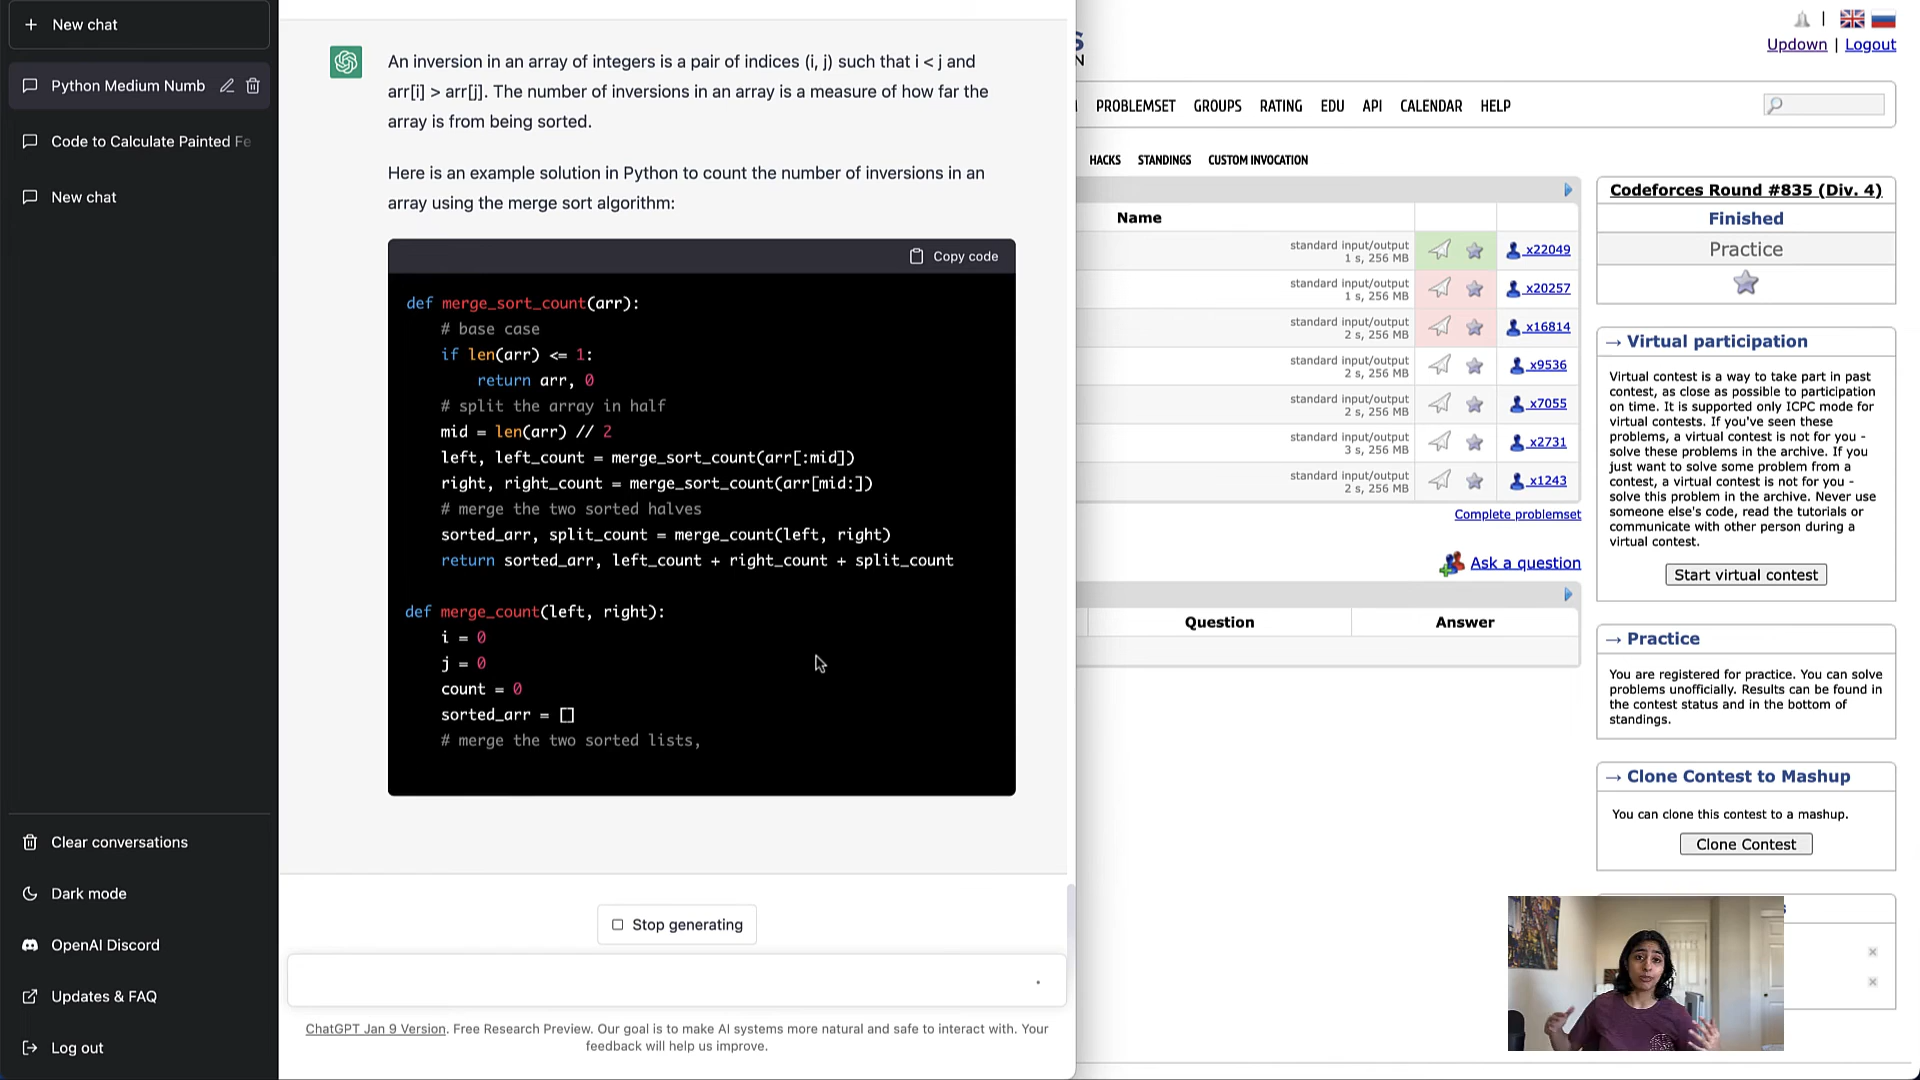 New chat
Python Medium Numb
Code to Calculate Painted Fe
New chat
Clear conversations
Dark mode
OpenAI Discord
Updates & FAQ
Log out
An inversion in an array of integers is a pair of indices (i, j) such that i < j and
arr[i] > arr[j]. The number of inversions in an array is a measure of how far the
array is from being sorted.
Here is an example solution in Python to count the number of inversions in an
array using the merge sort algorithm:
Copy code
def merge_sort_count(arr):
    # base case
    if len(arr) <= 1:
        return arr, 0
    # split the array in half
    mid = len(arr) // 2
    left, left_count = merge_sort_count(arr[:mid])
    right, right_count = merge_sort_count(arr[mid:])
    # merge the two sorted halves
    sorted_arr, split_count = merge_count(left, right)
    return sorted_arr, left_count + right_count + split_count
def merge_count(left, right):
    i = 0
    j = 0
    count = 0
    sorted_arr = []
    # merge the two sorted lists,
Stop generating
ChatGPT Jan 9 Version. Free Research Preview. Our goal is to make AI systems more natural and safe to interact with. Your
feedback will help us improve.
S
N
Updown | Logout
PROBLEMSET GROUPS RATING EDU API CALENDAR HELP
HACKS STANDINGS CUSTOM INVOCATION
Name
standard input/output
1 s, 256 MB
x22049
standard input/output
1 s, 256 MB
x20257
standard input/output
2 s, 256 MB
x16814
standard input/output
2 s, 256 MB
x9536
standard input/output
2 s, 256 MB
x7055
standard input/output
3 s, 256 MB
x2731
standard input/output
2 s, 256 MB
x1243
Complete problemset
Ask a question
Question Answer
Codeforces Round #835 (Div. 4)
Finished
Practice
→ Virtual participation
Virtual contest is a way to take part in past
contest, as close as possible to participation
on time. It is supported only ICPC mode for
virtual contests. If you've seen these
problems, a virtual contest is not for you -
solve these problems in the archive. If you
just want to solve some problem from a
contest, a virtual contest is not for you -
solve this problem in the archive. Never use
someone else's code, read the tutorials or
communicate with other person during a
virtual contest.
Start virtual contest
→ Practice
You are registered for practice. You can solve
problems unofficially. Results can be found in
the contest status and in the bottom of
standings.
→ Clone Contest to Mashup
You can clone this contest to a mashup.
Clone Contest